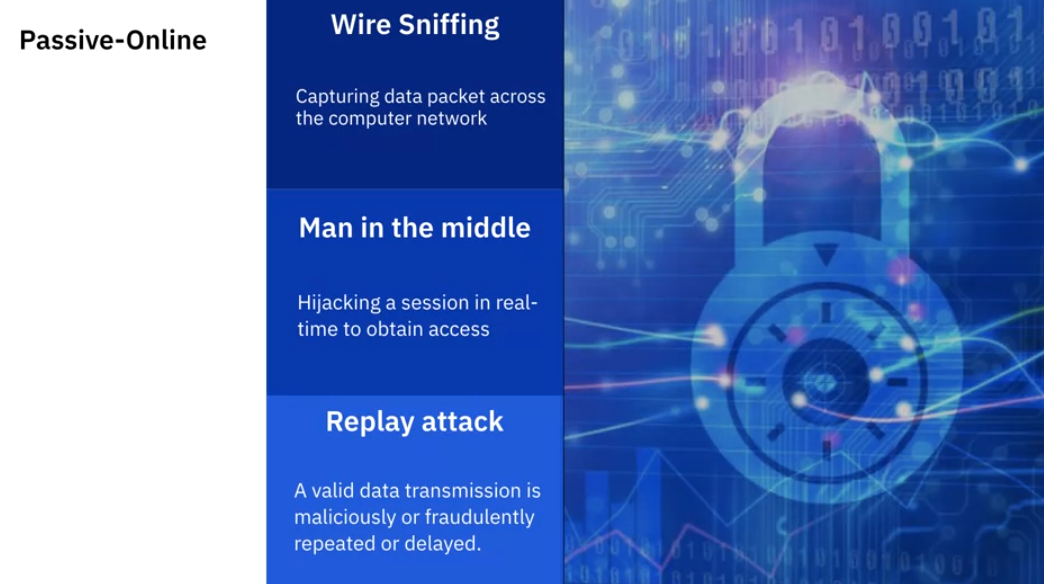 Passive-Online
Wire Sniffing
Capturing data packet across
the computer network
Man in the middle
Hijacking a session in real-
time to obtain access
Replay attack
A valid data transmission is
maliciously or fraudulently
repeated or delayed.